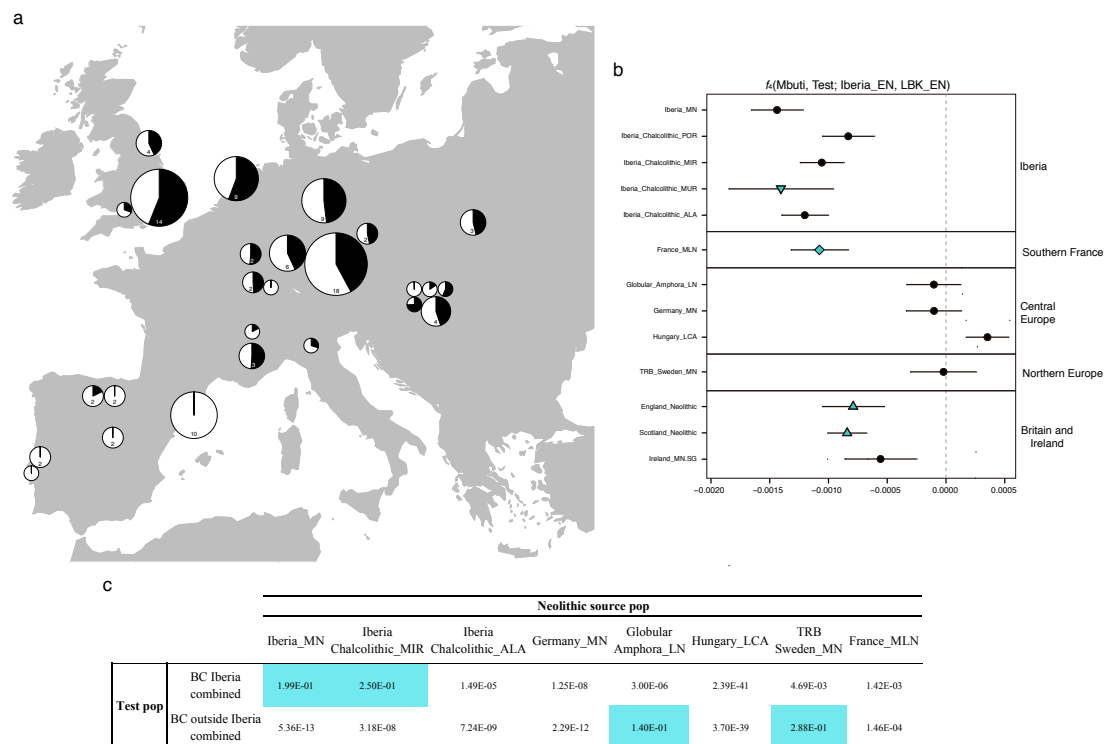 a
4
14
9
9
2
3
2
6
18
2
4
3
2
2
10
2
2
b
f4(Mbuti, Test; Iberia_EN, LBK_EN)
Iberia_MN
Iberia_Chalcolithic_POR
Iberia_Chalcolithic_MIR
Iberia_Chalcolithic_MUR
Iberia_Chalcolithic_ALA
Iberia
France_MLN
Southern France
Globular_Amphora_LN
Germany_MN
Hungary_LCA
Central
Europe
TRB_Sweden_MN
Northern Europe
England_Neolithic
Scotland_Neolithic
Ireland_MN.SG
Britain and
Ireland
−0.0020 −0.0015 −0.0010 −0.0005 0.0000 0.0005
c
Neolithic source pop
Iberia_MN Iberia Chalcolithic_MIR Iberia Chalcolithic_ALA Germany_MN Globular Amphora_LN Hungary_LCA TRB Sweden_MN France_MLN
Test pop
BC Iberia combined 1.99E-01 2.50E-01 1.49E-05 1.25E-08 3.00E-06 2.39E-41 4.69E-03 1.42E-03
BC outside Iberia combined 5.36E-13 3.18E-08 7.24E-09 2.29E-12 1.40E-01 3.70E-39 2.88E-01 1.46E-04